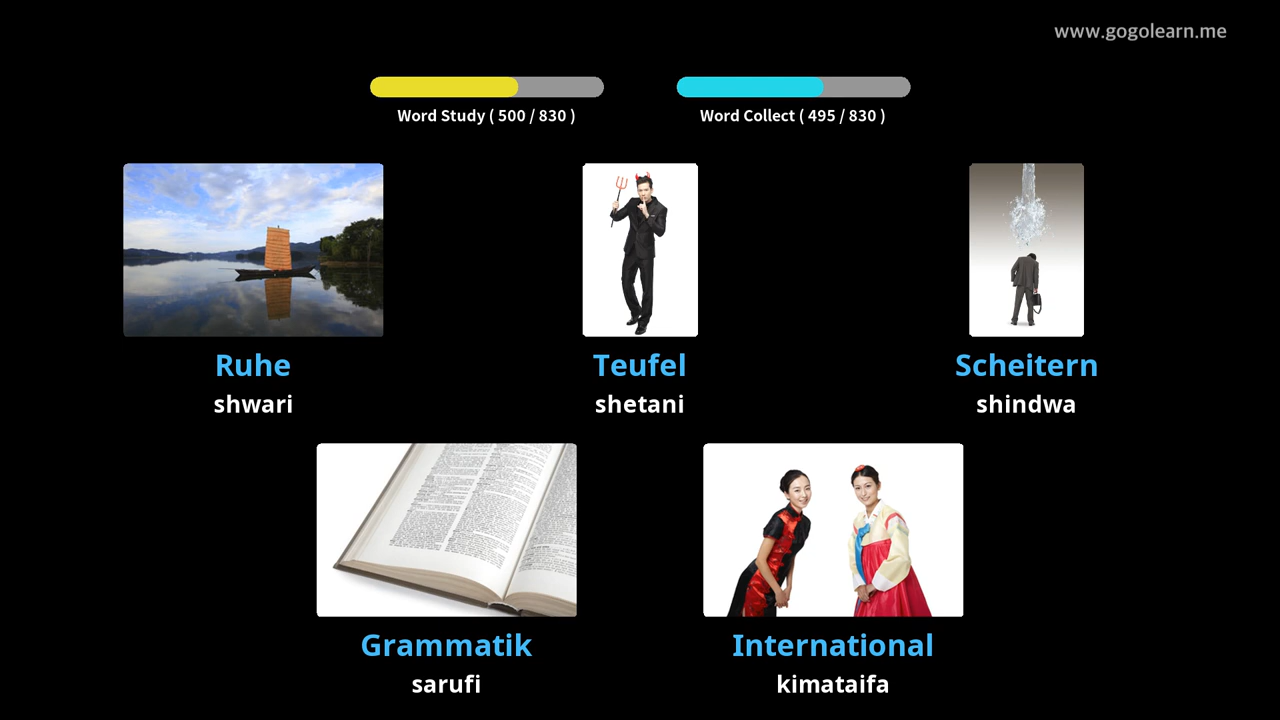 www.gogolearn.me
Word Study ( 500 / 830 )
Word Collect ( 495 / 830 )
Ruhe
shwari
Teufel
shetani
Scheitern
shindwa
Grammatik
sarufi
International
kimataifa